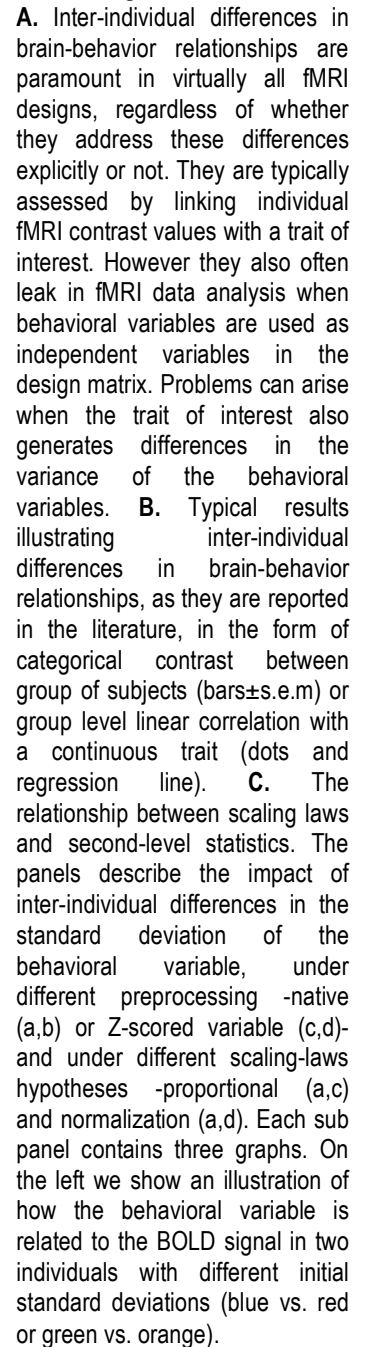 A. Inter-individual differences in
brain-behavior relationships are
paramount in virtually all fMRI
designs, regardless of whether
they address these differences
explicitly or not. They are typically
assessed by linking individual
fMRI contrast values with a trait of
interest. However they also often
leak in fMRI data analysis when
behavioral variables are used as
independent variables in the
design matrix. Problems can arise
when the trait of interest also
generates differences in the
variance of the behavioral
variables. B. Typical results
illustrating inter-individual
differences in brain-behavior
relationships, as they are reported
in the literature, in the form of
categorical contrast between
group of subjects (bars±s.e.m) or
group level linear correlation with
a continuous trait (dots and
regression line). C. The
relationship between scaling laws
and second-level statistics. The
panels describe the impact of
inter-individual differences in the
standard deviation of the
behavioral variable, under
different preprocessing -native
(a,b) or Z-scored variable (c,d)-
and under different scaling-laws
hypotheses -proportional (a,c)
and normalization (a,d). Each sub
panel contains three graphs. On
the left we show an illustration of
how the behavioral variable is
related to the BOLD signal in two
individuals with different initial
standard deviations (blue vs. red
or green vs. orange).